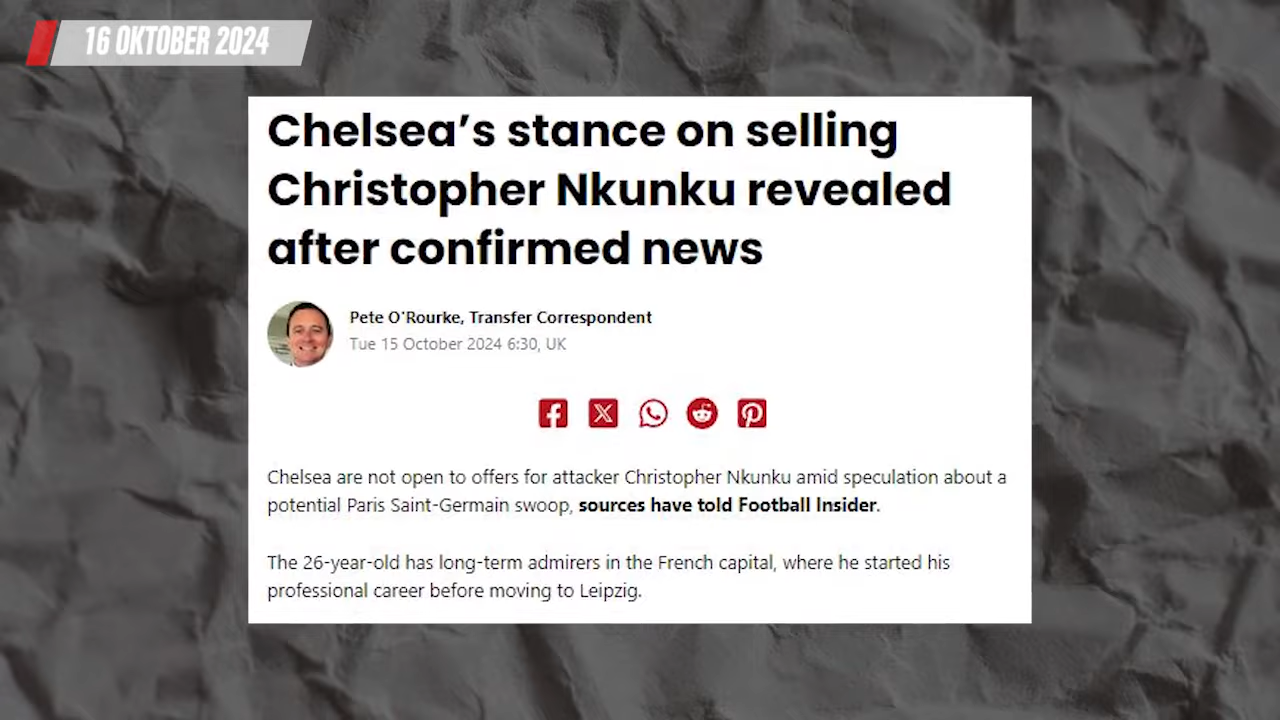 16 OKTOBER 2024
Chelsea’s stance on selling
Christopher Nkunku revealed
after confirmed news
Pete O'Rourke, Transfer Correspondent
Tue 15 October 2024 6:30, UK
Chelsea are not open to offers for attacker Christopher Nkunku amid speculation about a
potential Paris Saint-Germain swoop, sources have told Football Insider.
The 26-year-old has long-term admirers in the French capital, where he started his
professional career before moving to Leipzig.